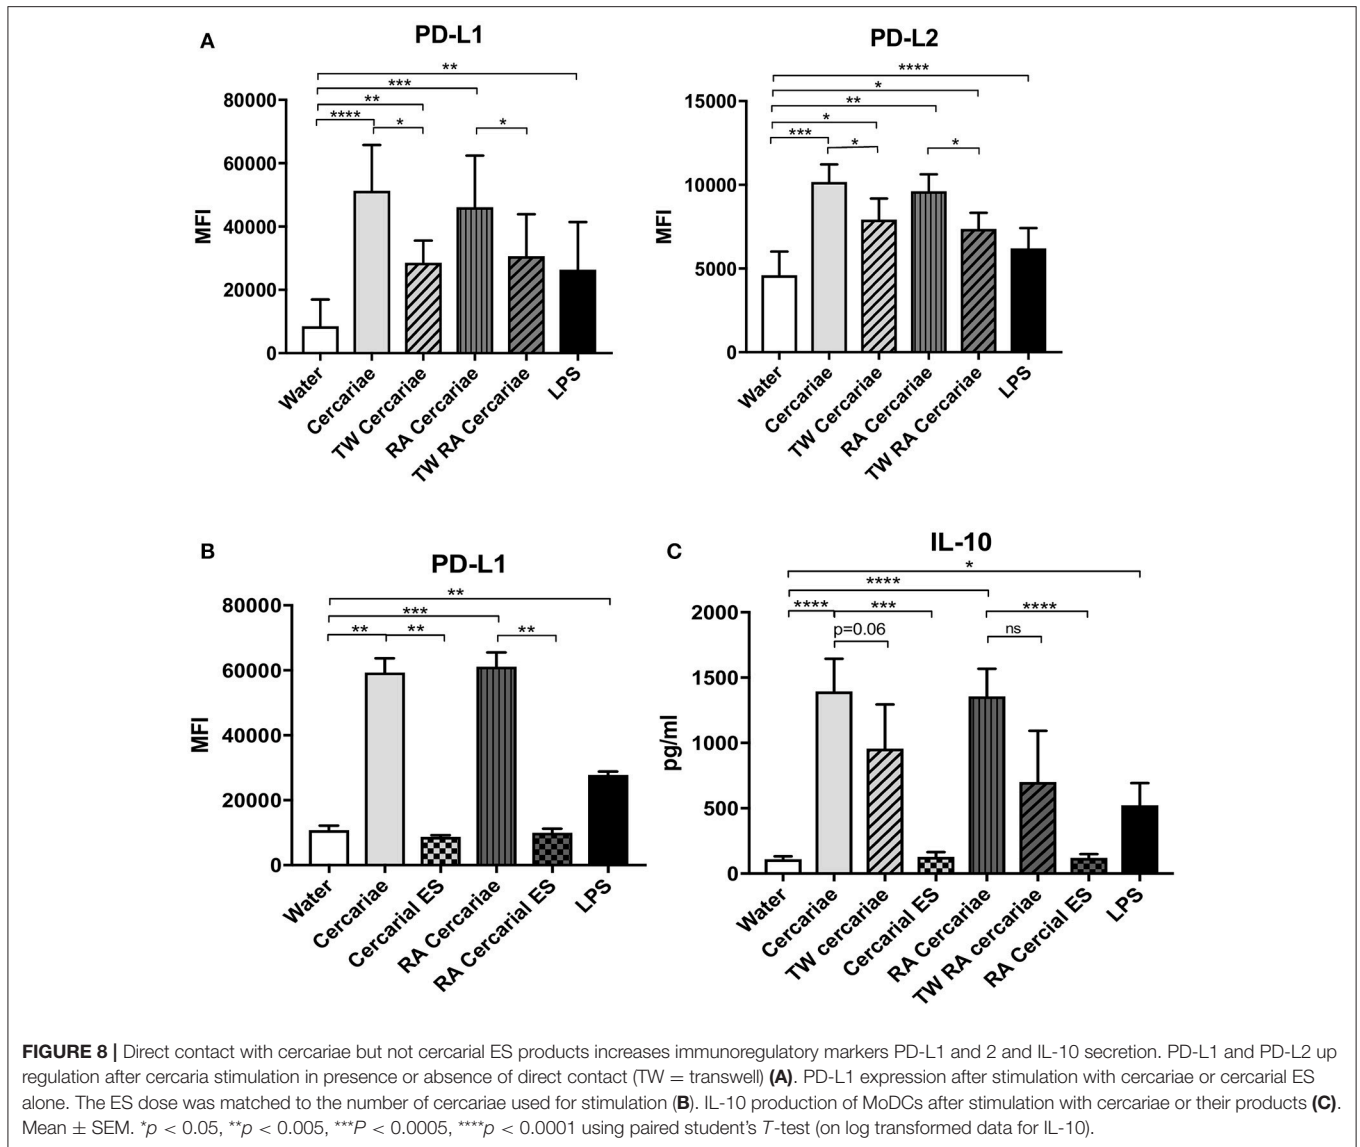 A
PD-L1
**
***
**
****
*
*
80000
60000
40000
20000
0
MFI
Water
Cercariae
TW Cercariae
RA Cercariae
TW RA Cercariae
LPS
PD-L2
****
*
**
*
***
*
*
15000
10000
5000
0
MFI
Water
Cercariae
TW Cercariae
RA Cercariae
TW RA Cercariae
LPS
B
PD-L1
**
***
**
**
**
80000
60000
40000
20000
0
MFI
Water
Cercariae
Cercarial ES
RA Cercariae
RA Cercarial ES
LPS
C
IL-10
*
****
****
***
****
p=0.06
ns
2000
1500
1000
500
0
pg/ml
Water
Cercariae
TW cercariae
Cercarial ES
RA Cercariae
TW RA cercariae
RA Cercial ES
LPS
FIGURE 8 | Direct contact with cercariae but not cercarial ES products increases immunoregulatory markers PD-L1 and 2 and IL-10 secretion. PD-L1 and PD-L2 up
regulation after cercaria stimulation in presence or absence of direct contact (TW = transwell) (A). PD-L1 expression after stimulation with cercariae or cercarial ES
alone. The ES dose was matched to the number of cercariae used for stimulation (B). IL-10 production of MoDCs after stimulation with cercariae or their products (C).
Mean ± SEM. *p < 0.05, **p < 0.005, ***P < 0.0005, ****p < 0.0001 using paired student's T-test (on log transformed data for IL-10).